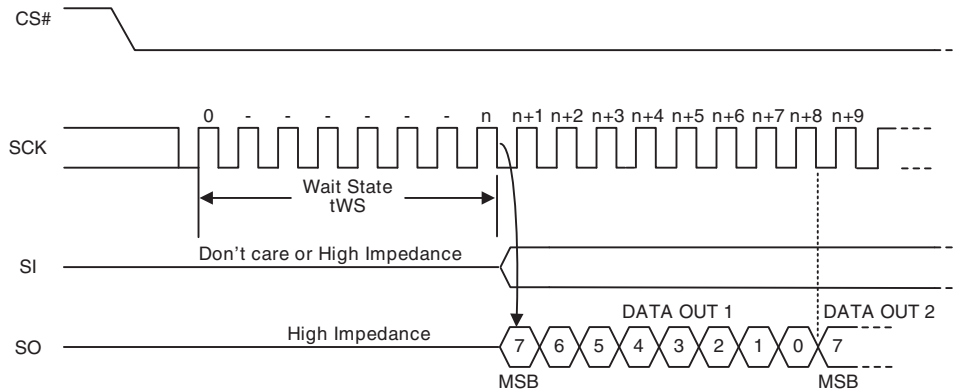 CS#
0 - - - - - - n n+1 n+2 n+3 n+4 n+5 n+6 n+7 n+8 n+9
SCK
Wait State
tWS
Don't care or High Impedance
SI
DATA OUT 1 DATA OUT 2
High Impedance
SO 7 6 5 4 3 2 1 0 7
MSB MSB